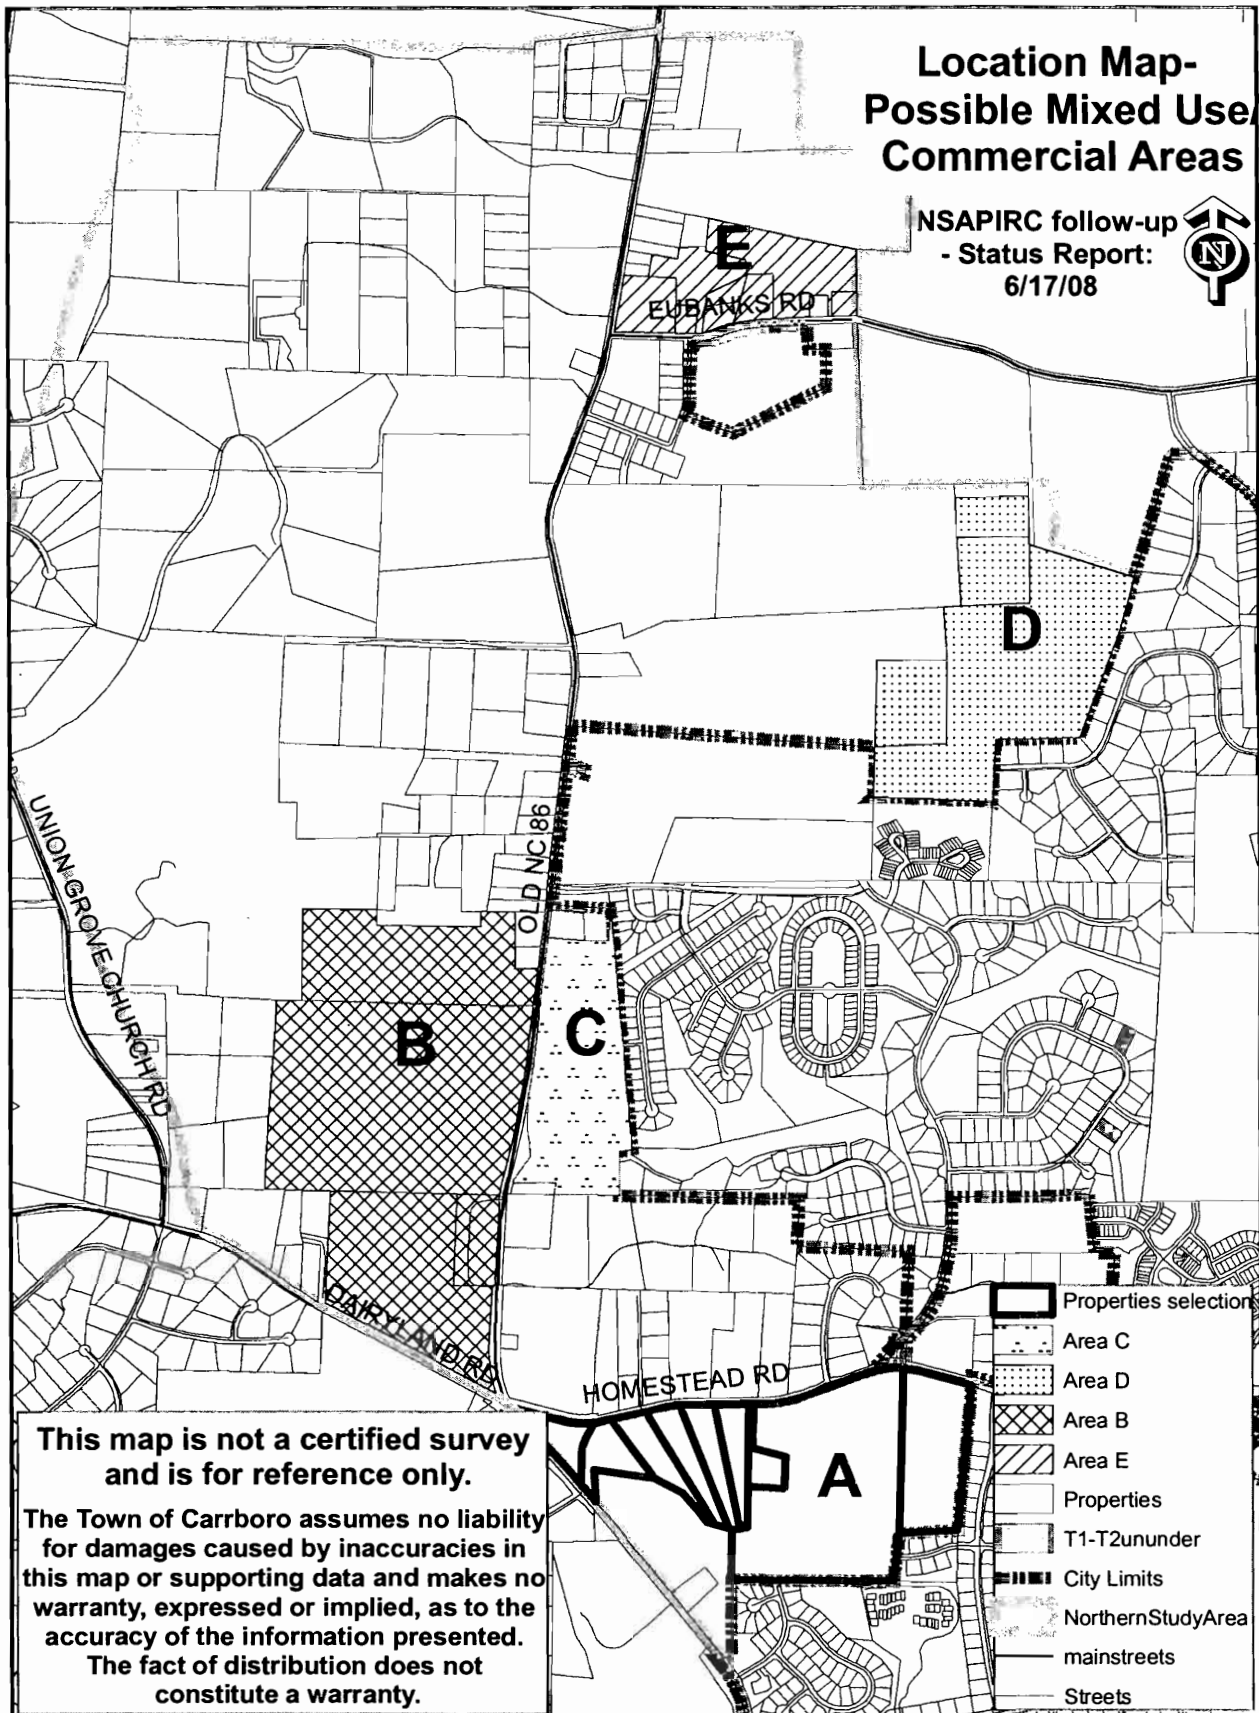 Location Map-
Possible Mixed Use/
Commercial Areas
NSAPIRC follow-up
- Status Report:
6/17/08
N
E
EUBANKS RD
D
OLD NC 86
UNION GROVE CHURCH RD
B
C
DAIRYLAND RD
HOMESTEAD RD
A
Properties selection
Area C
Area D
Area B
Area E
Properties
T1-T2ununder
City Limits
NorthernStudyArea
mainstreets
Streets
This map is not a certified survey
and is for reference only.
The Town of Carrboro assumes no liability
for damages caused by inaccuracies in
this map or supporting data and makes no
warranty, expressed or implied, as to the
accuracy of the information presented.
The fact of distribution does not
constitute a warranty.